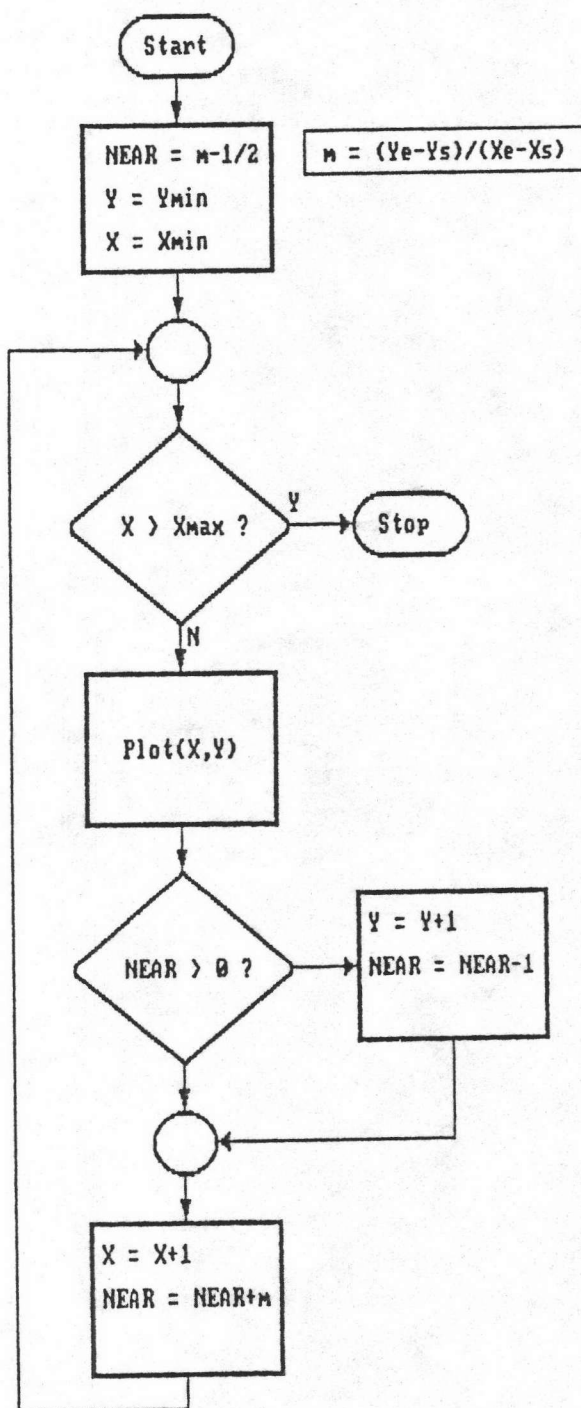 Start
NEAR = m-1/2
Y = Ymin
X = Xmin
m = (Ye-Ys)/(Xe-Xs)
X > Xmax ?
Y
Stop
N
Plot(X,Y)
NEAR > 0 ?
Y = Y+1
NEAR = NEAR-1
X = X+1
NEAR = NEAR+m